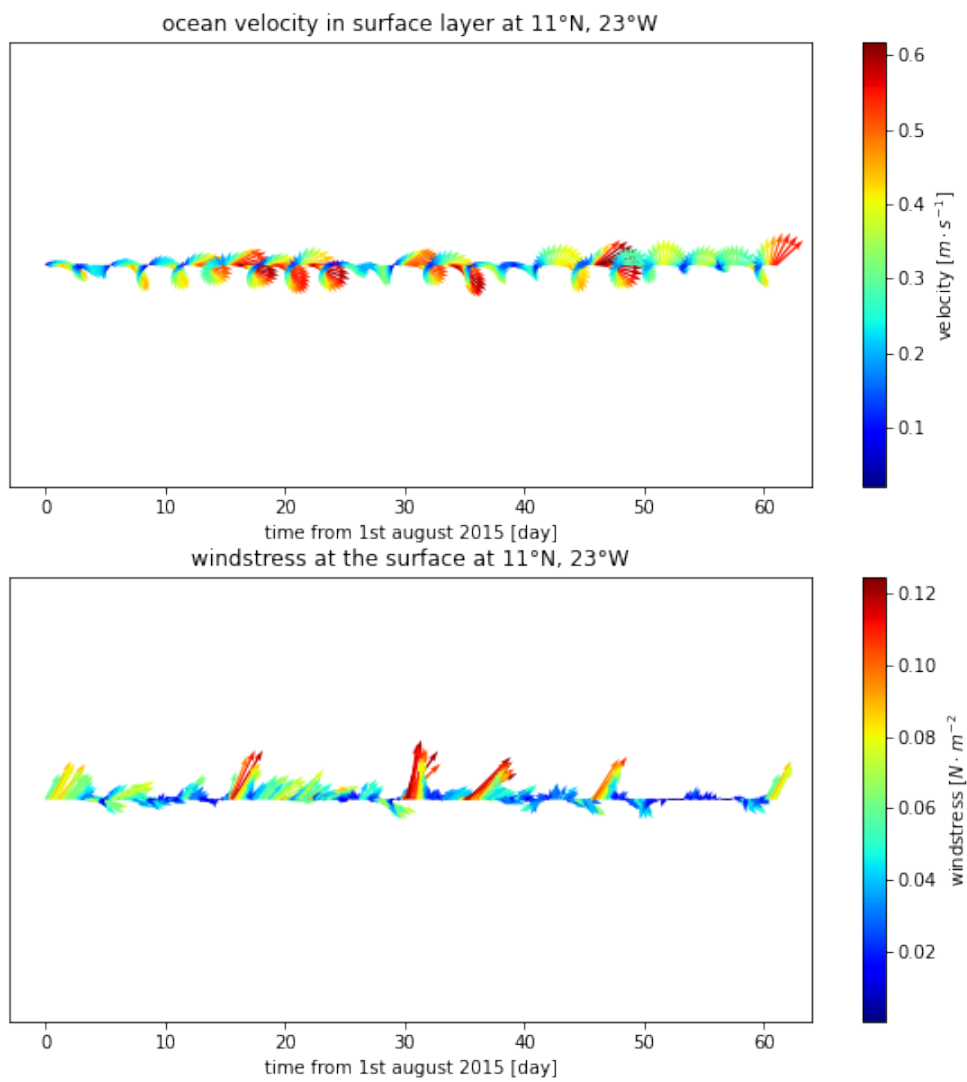 ocean velocity in surface layer at 11°N, 23°W
0.6
0.5
0.4
0.3
0.2
0.1
velocity [m · s⁻¹]
0 10 20 30 40 50 60
time from 1st august 2015 [day]
windstress at the surface at 11°N, 23°W
0.12
0.10
0.08
0.06
0.04
0.02
windstress [N · m⁻²]
0 10 20 30 40 50 60
time from 1st august 2015 [day]